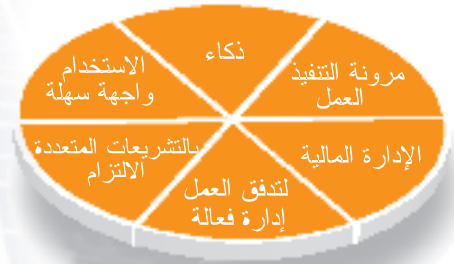 ذكاء
مرونة التنفيذ
العمل
الإدارة المالية
لتدفق العمل
إدارة فعالة
بالتشريعات المتعددة
الالتزام
الاستخدام
واجهة سهلة